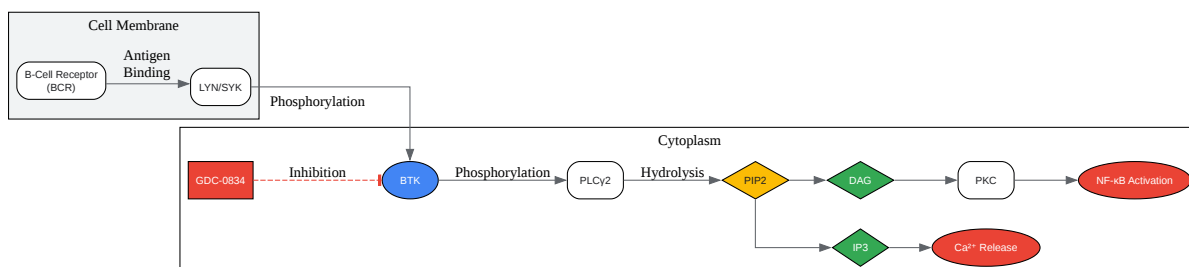 Cell Membrane
B-Cell Receptor
(BCR)
Antigen
Binding
LYN/SYK
Phosphorylation
Cytoplasm
GDC-0834
Inhibition
BTK
Phosphorylation
PLCγ2
Hydrolysis
PIP2
DAG
PKC
NF-κB Activation
IP3
Ca²⁺ Release